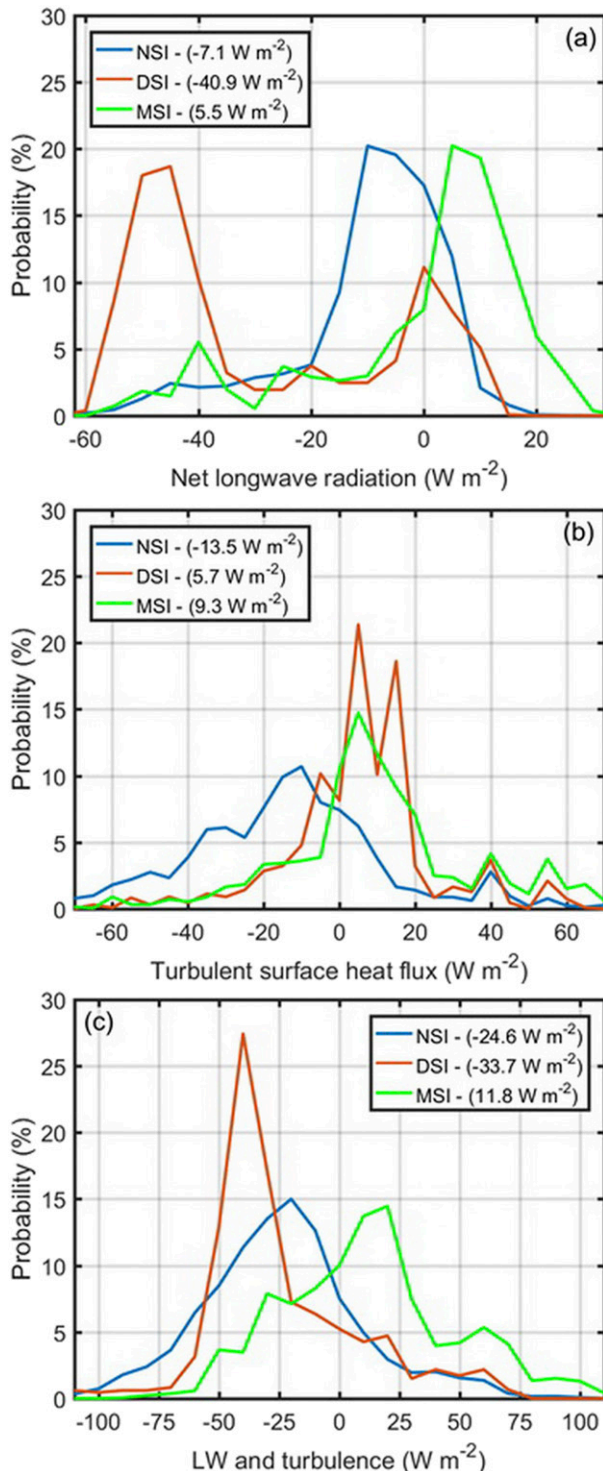 30
25
20
15
10
5
0
Probability (%)
(a)
NSI - (-7.1 W m-2)
DSI - (-40.9 W m-2)
MSI - (5.5 W m-2)
-60 -40 -20 0 20
Net longwave radiation (W m-2)
30
25
20
15
10
5
0
Probability (%)
(b)
NSI - (-13.5 W m-2)
DSI - (5.7 W m-2)
MSI - (9.3 W m-2)
-60 -40 -20 0 20 40 60
Turbulent surface heat flux (W m-2)
30
25
20
15
10
5
0
Probability (%)
(c)
NSI - (-24.6 W m-2)
DSI - (-33.7 W m-2)
MSI - (11.8 W m-2)
-100 -75 -50 -25 0 25 50 75 100
LW and turbulence (W m-2)